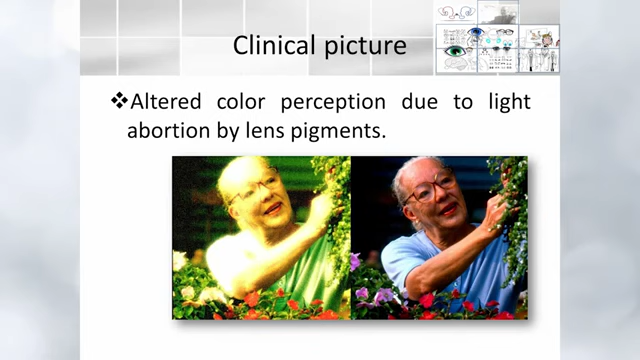 Clinical picture
❖Altered color perception due to light
abortion by lens pigments.